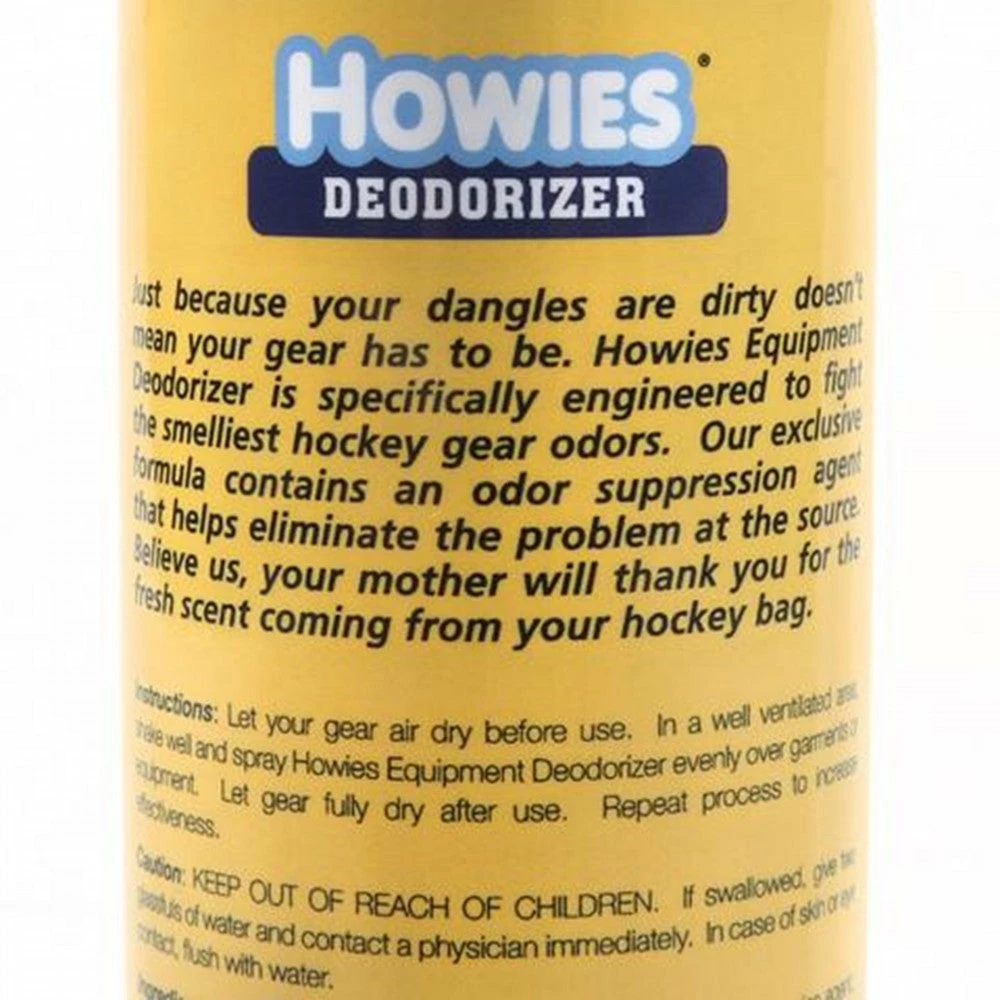 HOWIES®
DEODORIZER
Just because your dangles are dirty doesn't
mean your gear has to be. Howies Equipment
Deodorizer is specifically engineered to fight
the smelliest hockey gear odors. Our exclusive
formula contains an odor suppression agent
that helps eliminate the problem at the source.
Believe us, your mother will thank you for the
fresh scent coming from your hockey bag.
Instructions: Let your gear air dry before use. In a well ventilated area,
shake well and spray Howies Equipment Deodorizer evenly over garments or
equipment. Let gear fully dry after use. Repeat process to increase
effectiveness.
Caution: KEEP OUT OF REACH OF CHILDREN. If swallowed, give two
glassfuls of water and contact a physician immediately. In case of skin or eye
contact, flush with water.